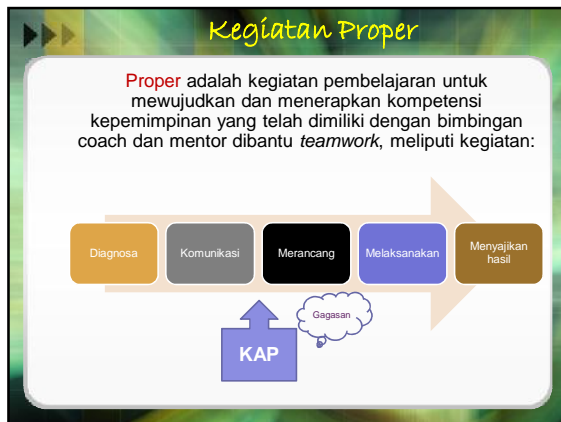 Kegiatan Proper
Proper adalah kegiatan pembelajaran untuk
mewujudkan dan menerapkan kompetensi
kepemimpinan yang telah dimiliki dengan bimbingan
coach dan mentor dibantu teamwork, meliputi kegiatan:
Diagnosa
Komunikasi
Merancang
Melaksanakan
Menyajikan
hasil
Gagasan
KAP